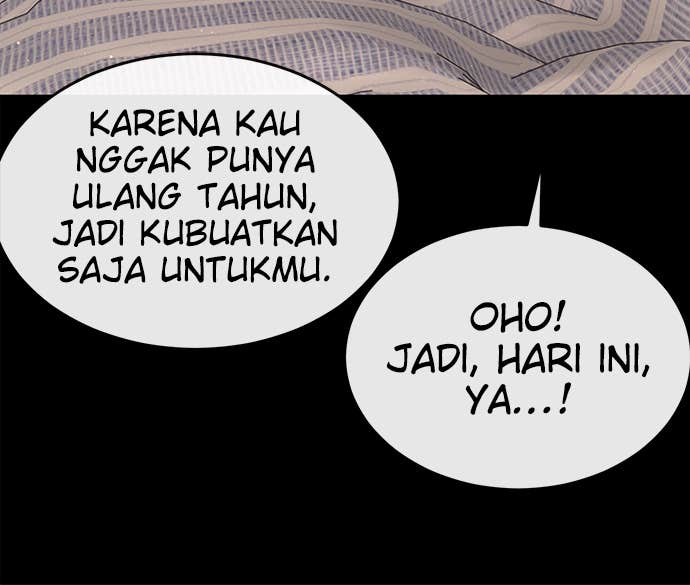 KARENA KAU
NGGAK PUNYA
ULANG TAHUN,
JADI KUBUATKAN
SAJA UNTUKMU.
OHO!
JADI, HARI INI,
YA...!